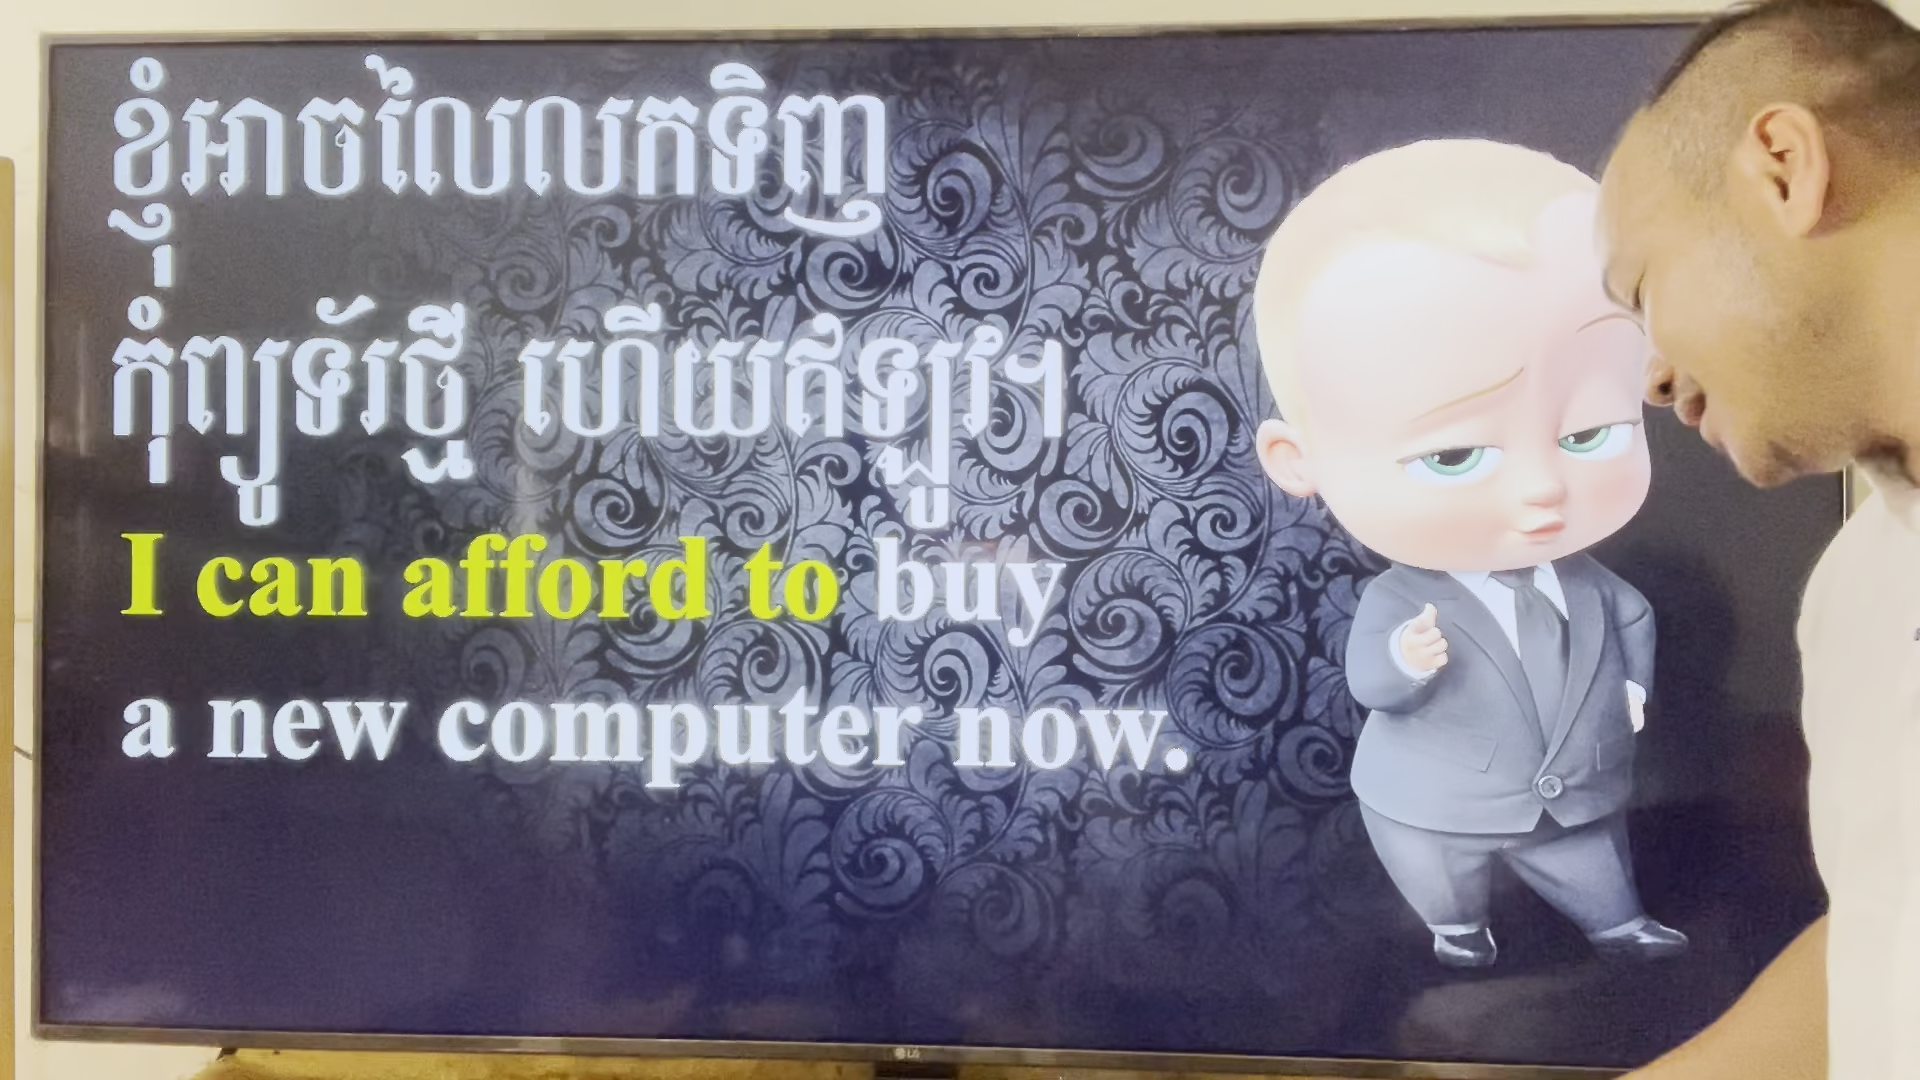 ខ្ញុំអាចលៃលកទិញ
កុំព្យូទ័រថ្មី ហើយឥឡូវ។
I can afford to buy
a new computer now.
LG